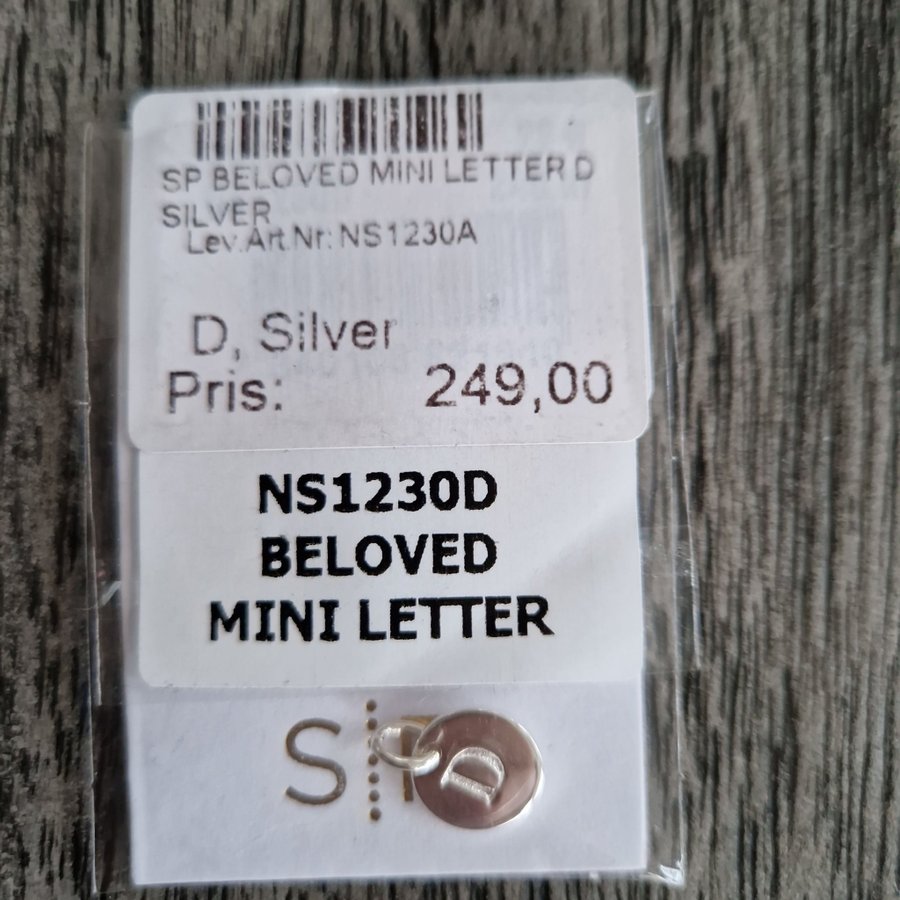 SP BELOVED MINI LETTER D
SILVER
Lev.Art.Nr: NS1230A
D, Silver
Pris: 249,00
NS1230D
BELOVED
MINI LETTER
S
D